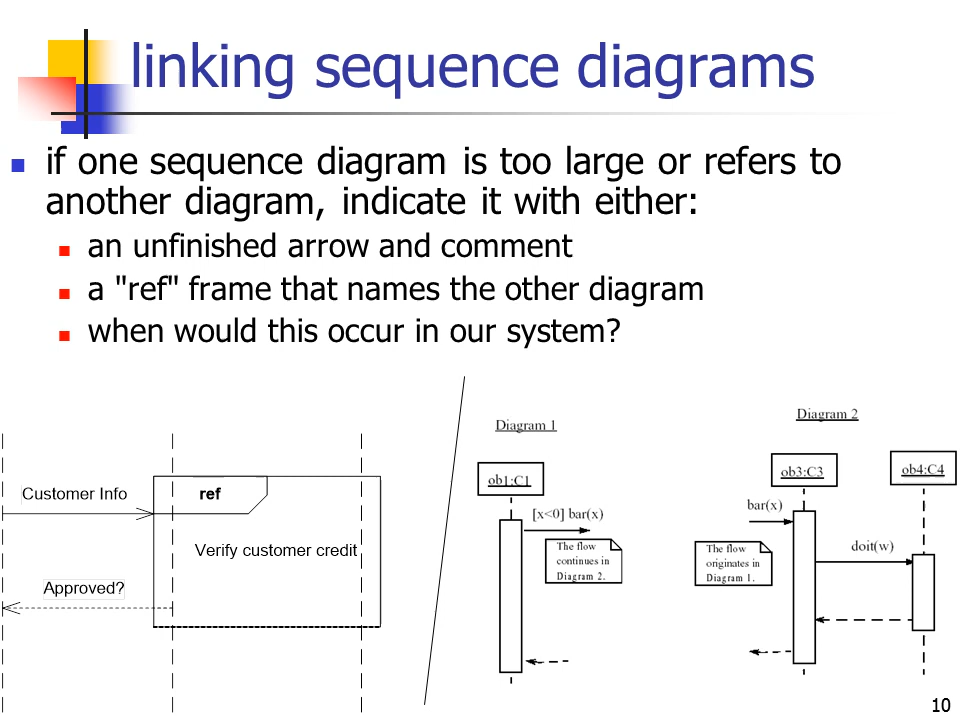 linking sequence diagrams
if one sequence diagram is too large or refers to
another diagram, indicate it with either:
an unfinished arrow and comment
a "ref" frame that names the other diagram
when would this occur in our system?
Customer Info
ref
Verify customer credit
Approved?
Diagram 1
ob1:C1
[x<0] bar(x)
The flow
continues in
Diagram 2.
Diagram 2
ob3:C3
ob4:C4
bar(x)
The flow
originates in
Diagram 1.
doit(w)
10